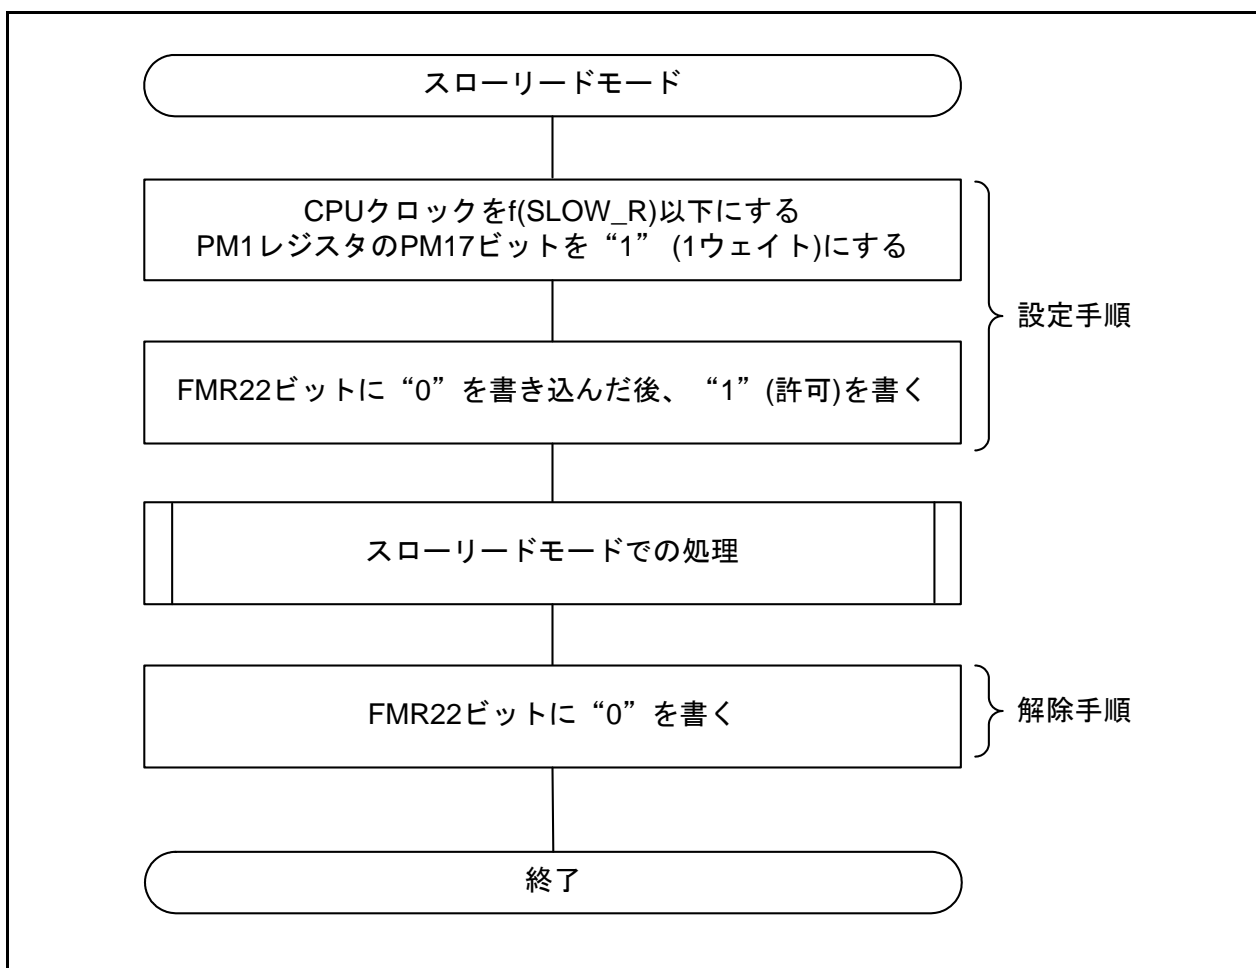 スローリードモード
CPUクロックをf(SLOW_R)以下にする
PM1レジスタのPM17ビットを“1” (1ウェイト)にする
設定手順
FMR22ビットに“0”を書き込んだ後、“1”(許可)を書く
スローリードモードでの処理
FMR22ビットに“0”を書く
解除手順
終了